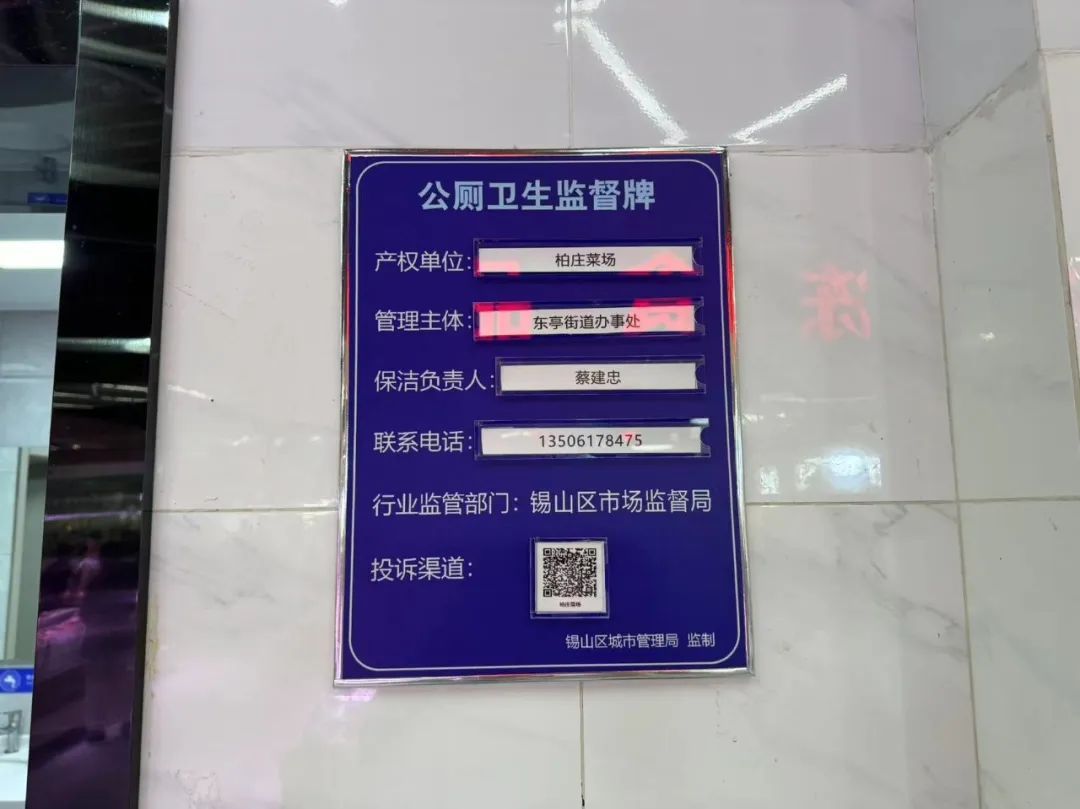 公厕卫生监督牌
产权单位：柏庄菜场
管理主体：东亭街道办事处
保洁负责人：蔡建忠
联系电话：13506178475
行业监管部门：锡山区市场监督局
投诉渠道：
柏庄菜场
锡山区城市管理局 监制
冻